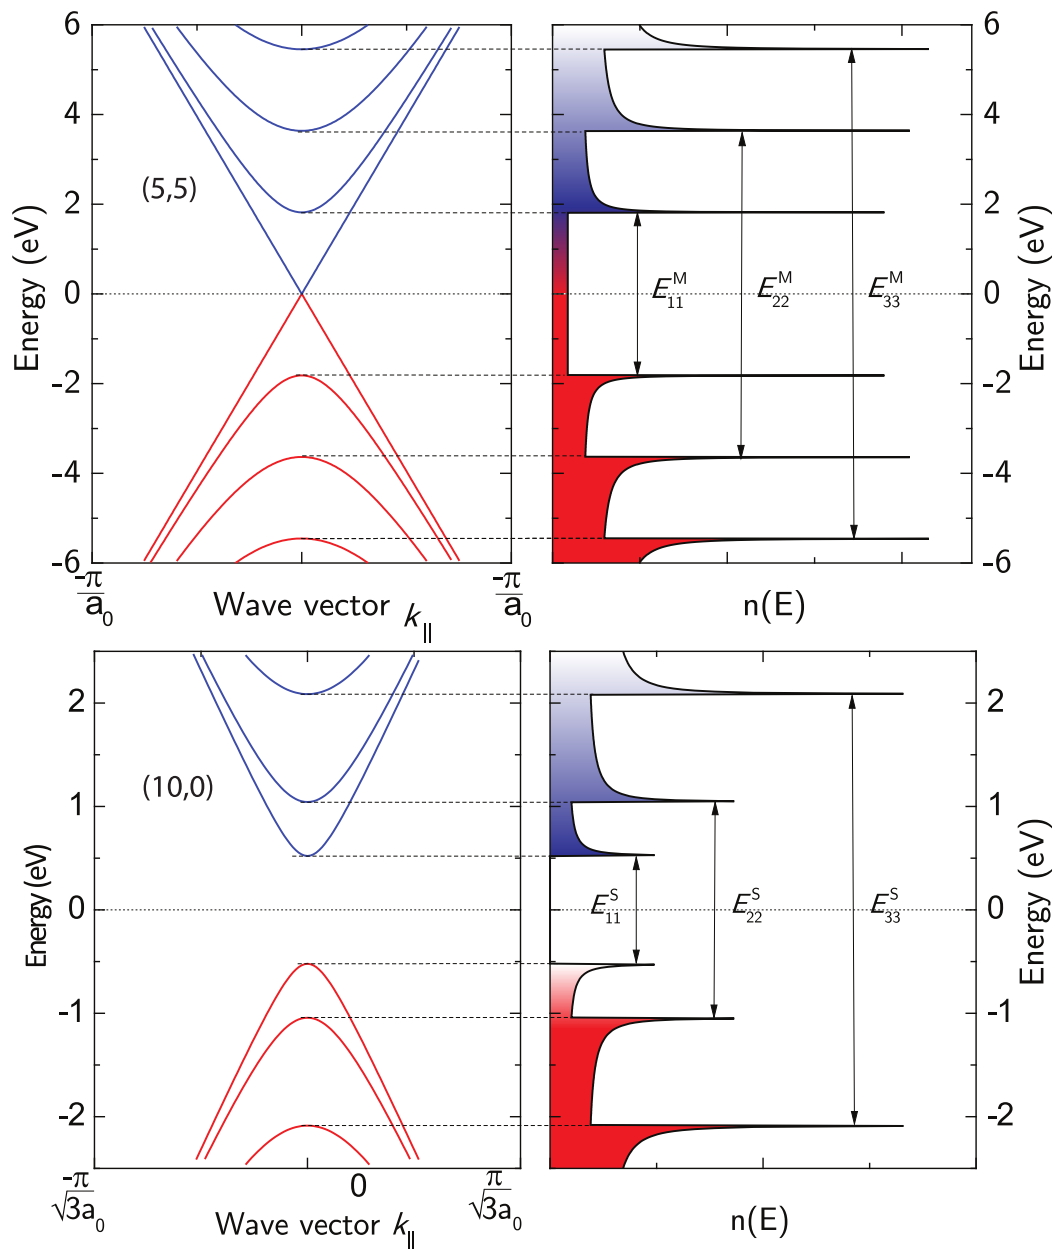 6
4
2
0
-2
-4
-6
Energy (eV)
(5,5)
-π/a₀
Wave vector k∥
-π/a₀
6
4
2
0
-2
-4
-6
Energy (eV)
E₁₁ᴹ
E₂₂ᴹ
E₃₃ᴹ
n(E)
2
1
0
-1
-2
Energy (eV)
(10,0)
-π/√3a₀
0
π/√3a₀
Wave vector k∥
2
1
0
-1
-2
Energy (eV)
E₁₁ˢ
E₂₂ˢ
E₃₃ˢ
n(E)